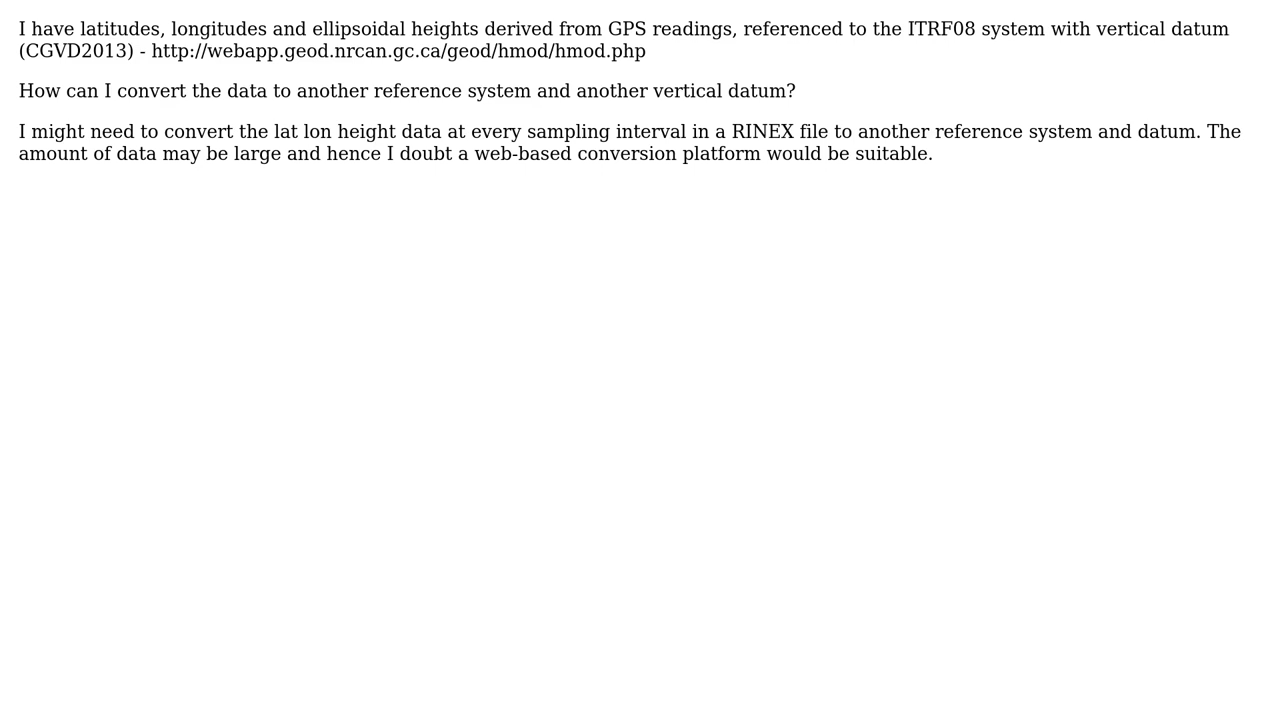 I have latitudes, longitudes and ellipsoidal heights derived from GPS readings, referenced to the ITRF08 system with vertical datum
(CGVD2013) - http://webapp.geod.nrcan.gc.ca/geod/hmod/hmod.php
How can I convert the data to another reference system and another vertical datum?
I might need to convert the lat lon height data at every sampling interval in a RINEX file to another reference system and datum. The
amount of data may be large and hence I doubt a web-based conversion platform would be suitable.